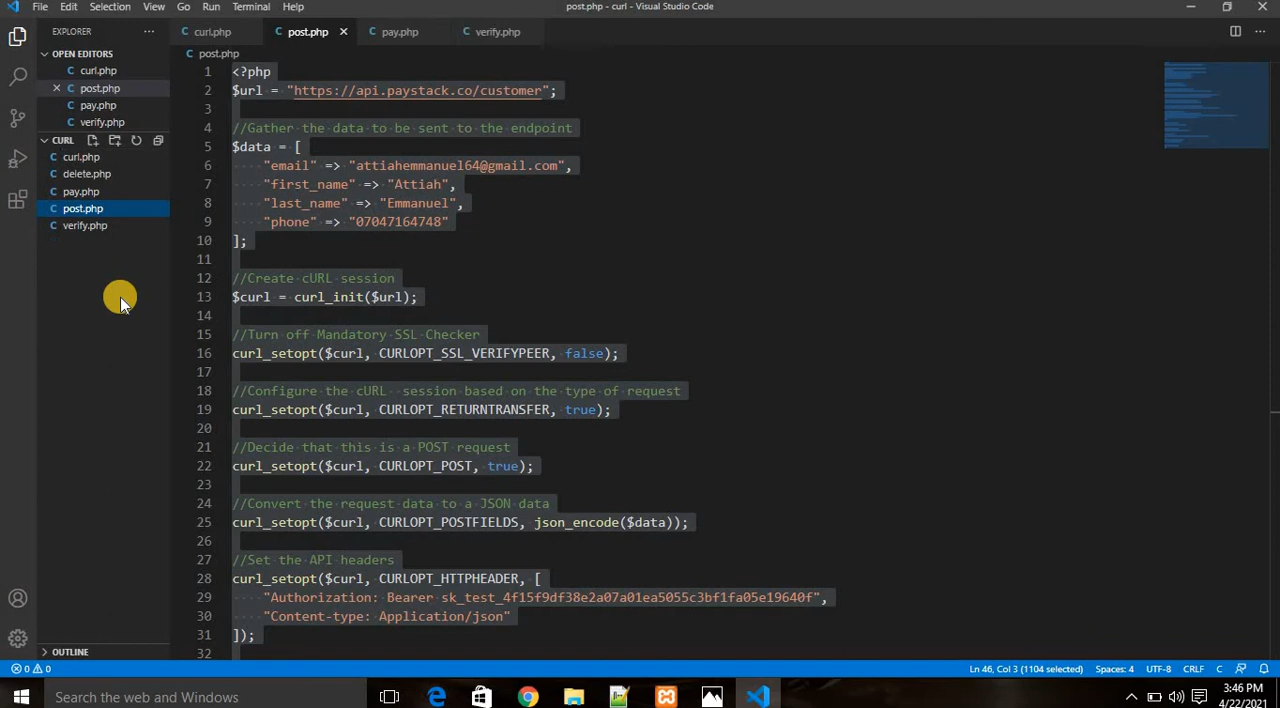 File Edit Selection View Go Run Terminal Help post.php - curl - Visual Studio Code
EXPLORER
curl.php post.php pay.php verify.php
OPEN EDITORS
post.php
curl.php
post.php
pay.php
verify.php
CURL
curl.php
delete.php
pay.php
post.php
verify.php
OUTLINE
1 <?php
2 $url = "https://api.paystack.co/customer";
3
4 //Gather the data to be sent to the endpoint
5 $data = [
6 ····"email" => "attiahemmanuel64@gmail.com",
7 ····"first_name" => "Attiah",
8 ····"last_name" => "Emmanuel",
9 ····"phone" => "07047164748"
10 ];
11
12 //Create cURL session
13 $curl = curl_init($url);
14
15 //Turn off Mandatory SSL Checker
16 curl_setopt($curl, CURLOPT_SSL_VERIFYPEER, false);
17
18 //Configure the cURL  session based on the type of request
19 curl_setopt($curl, CURLOPT_RETURNTRANSFER, true);
20
21 //Decide that this is a POST request
22 curl_setopt($curl, CURLOPT_POST, true);
23
24 //Convert the request data to a JSON data
25 curl_setopt($curl, CURLOPT_POSTFIELDS, json_encode($data));
26
27 //Set the API headers
28 curl_setopt($curl, CURLOPT_HTTPHEADER, [
29 ····"Authorization: Bearer sk_test_4f15f9df38e2a07a01ea5055c3bf1fa05e19640f",
30 ····"Content-type: Application/json"
31 ]);
32
0 0 Ln 46, Col 3 (1104 selected) Spaces: 4 UTF-8 CRLF C
Search the web and Windows
3:46 PM
4/22/2021